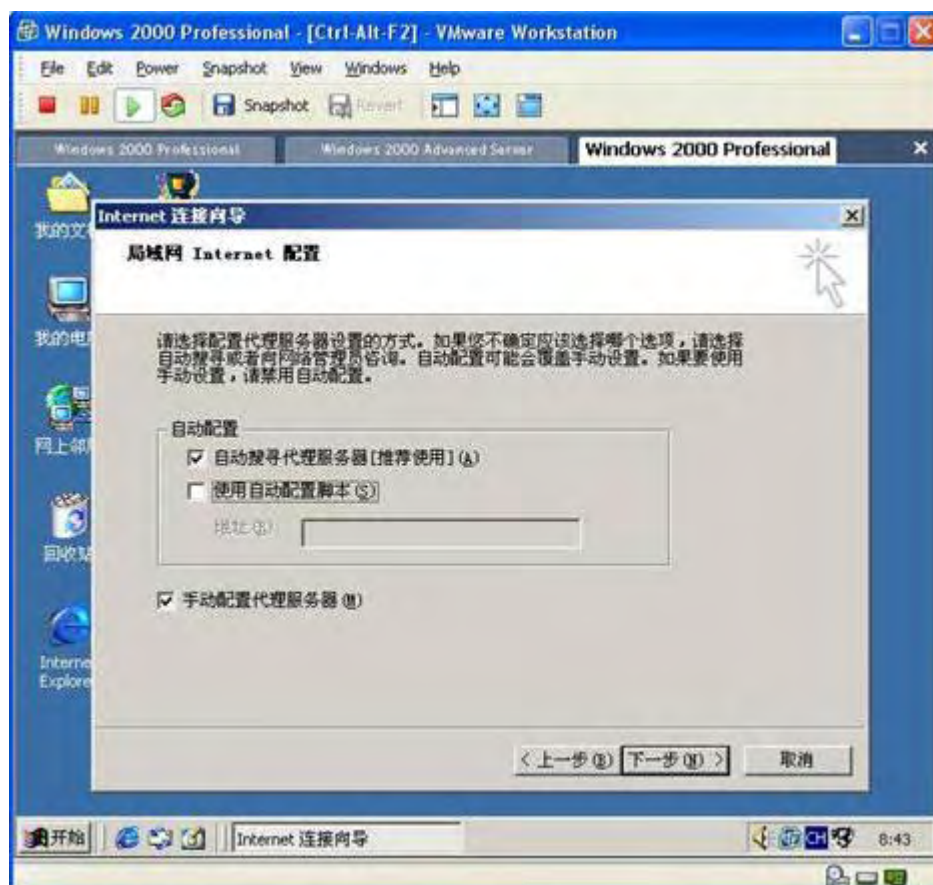 Windows 2000 Professional - [Ctrl-Alt-F2] - VMware Workstation
File Edit Power Snapshot View Windows Help
Snapshot Revert
Windows 2000 Professional Windows 2000 Advanced Server Windows 2000 Professional
Internet 连接向导
局域网 Internet 配置
我的文
我的电
请选择配置代理服务器设置的方式。如果您不确定应该选择哪个选项，请选择
自动搜寻或者向网络管理员咨询。自动配置可能会覆盖手动设置。如果要使用
手动设置，请禁用自动配置。
自动配置
网上邻
自动搜寻代理服务器[推荐使用](A)
使用自动配置脚本(S)
地址(R)
回收站
手动配置代理服务器(M)
Interne
Explore
< 上一步(B) 下一步(N) > 取消
开始 Internet 连接向导 CH 8:43